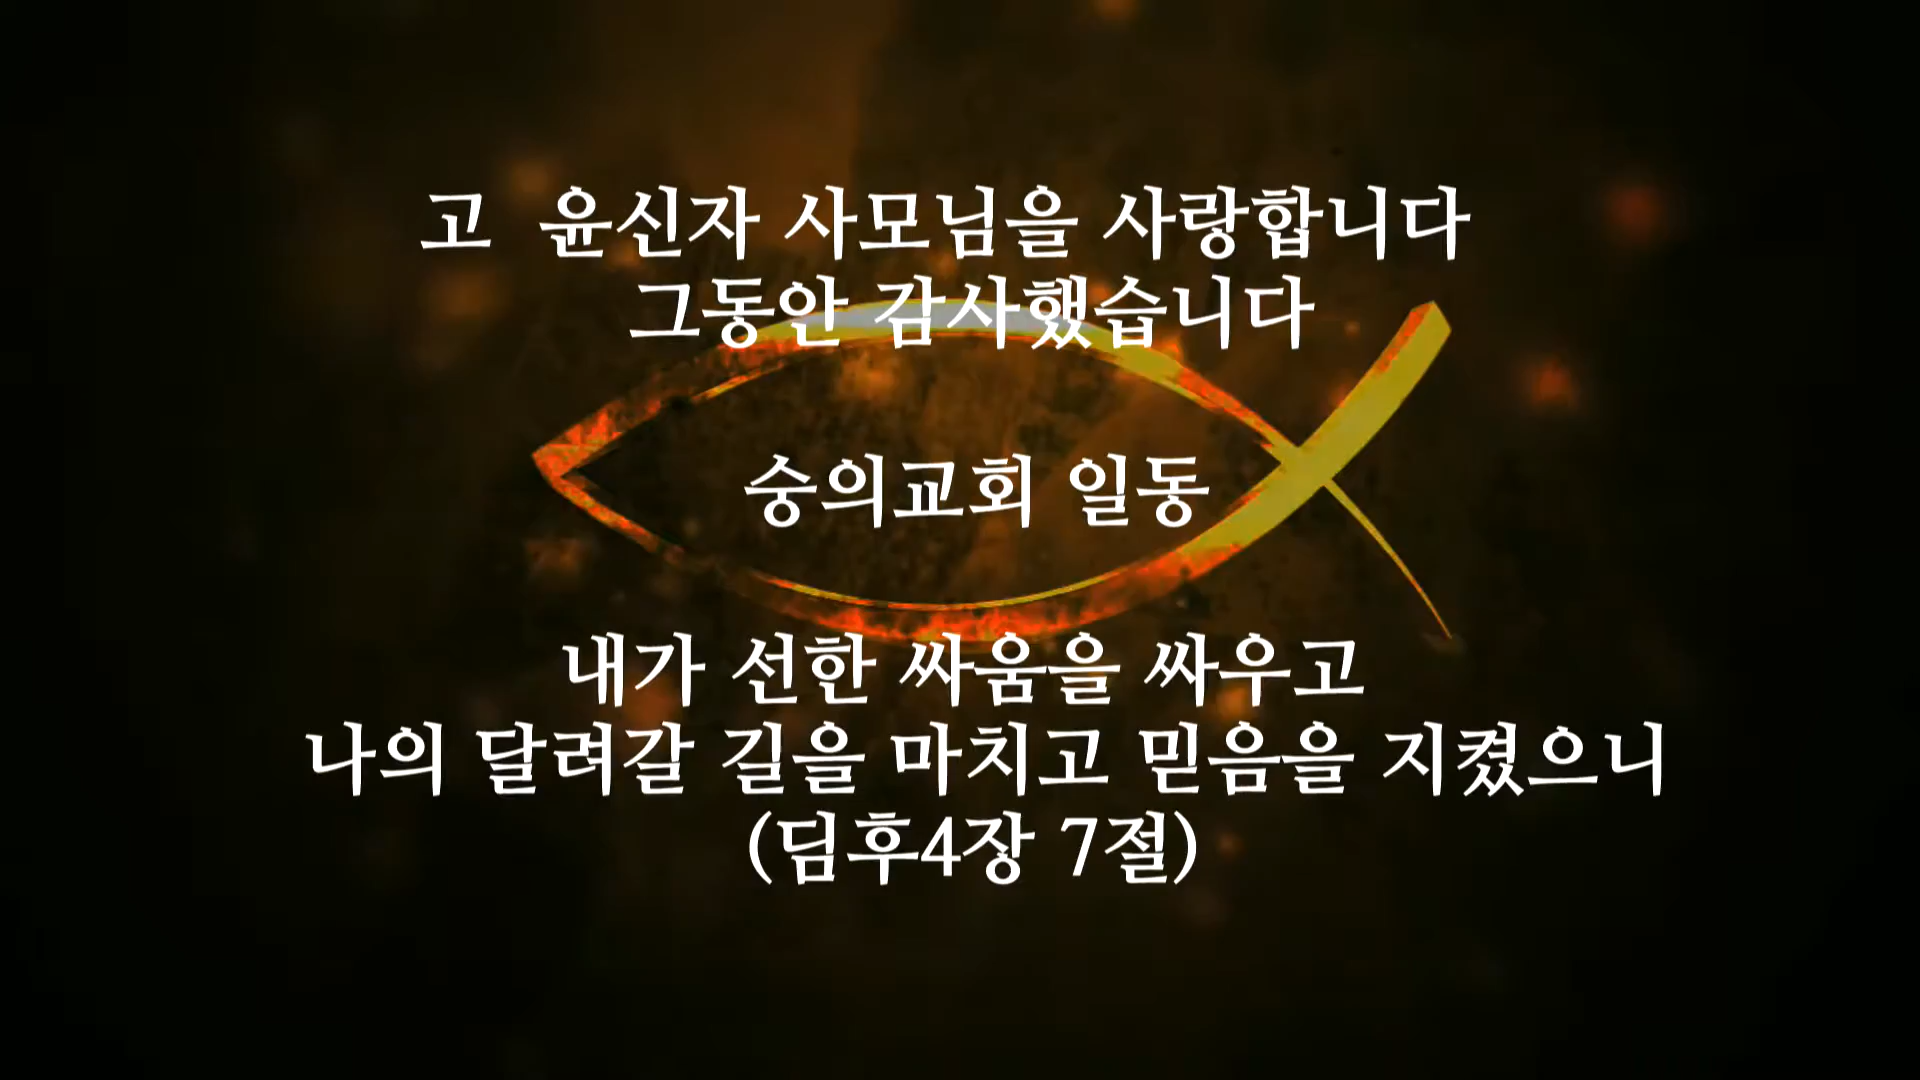 고  윤신자 사모님을 사랑합니다
그동안 감사했습니다
숭의교회 일동
내가 선한 싸움을 싸우고
나의 달려갈 길을 마치고 믿음을 지켰으니
(딤후4장 7절)